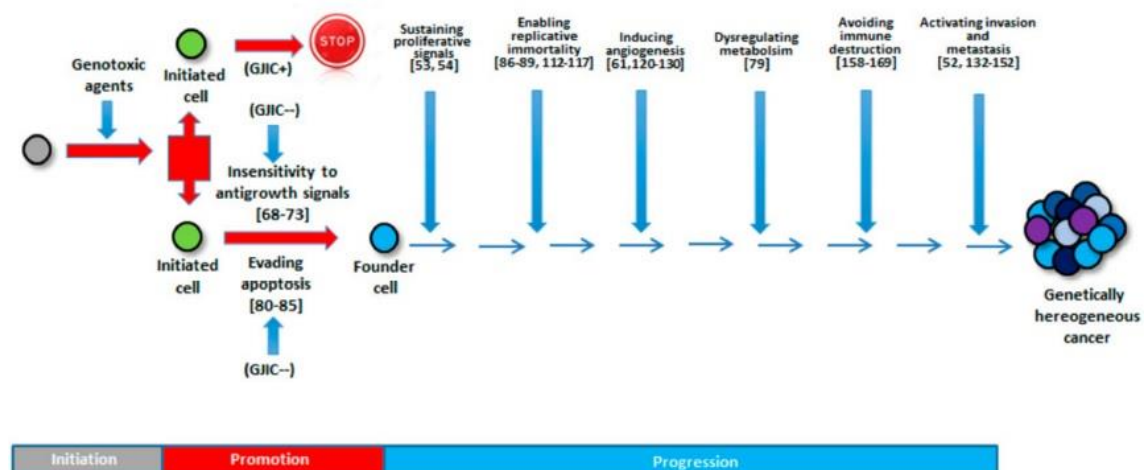 Genotoxic
agents
Initiated
cell
(GJIC+)
STOP
(GJIC--)
Insensitivity to
antigrowth signals
[68-73]
Initiated
cell
Evading
apoptosis
[80-85]
(GJIC--)
Founder
cell
Sustaining
proliferative
signals
[53, 54]
Enabling
replicative
immortality
[86-89, 112-117]
Inducing
angiogenesis
[61,120-130]
Dysregulating
metabolsim
[79]
Avoiding
immune
destruction
[158-169]
Activating invasion
and
metastasis
[52, 132-152]
Genetically
hereogeneous
cancer
Initiation
Promotion
Progression